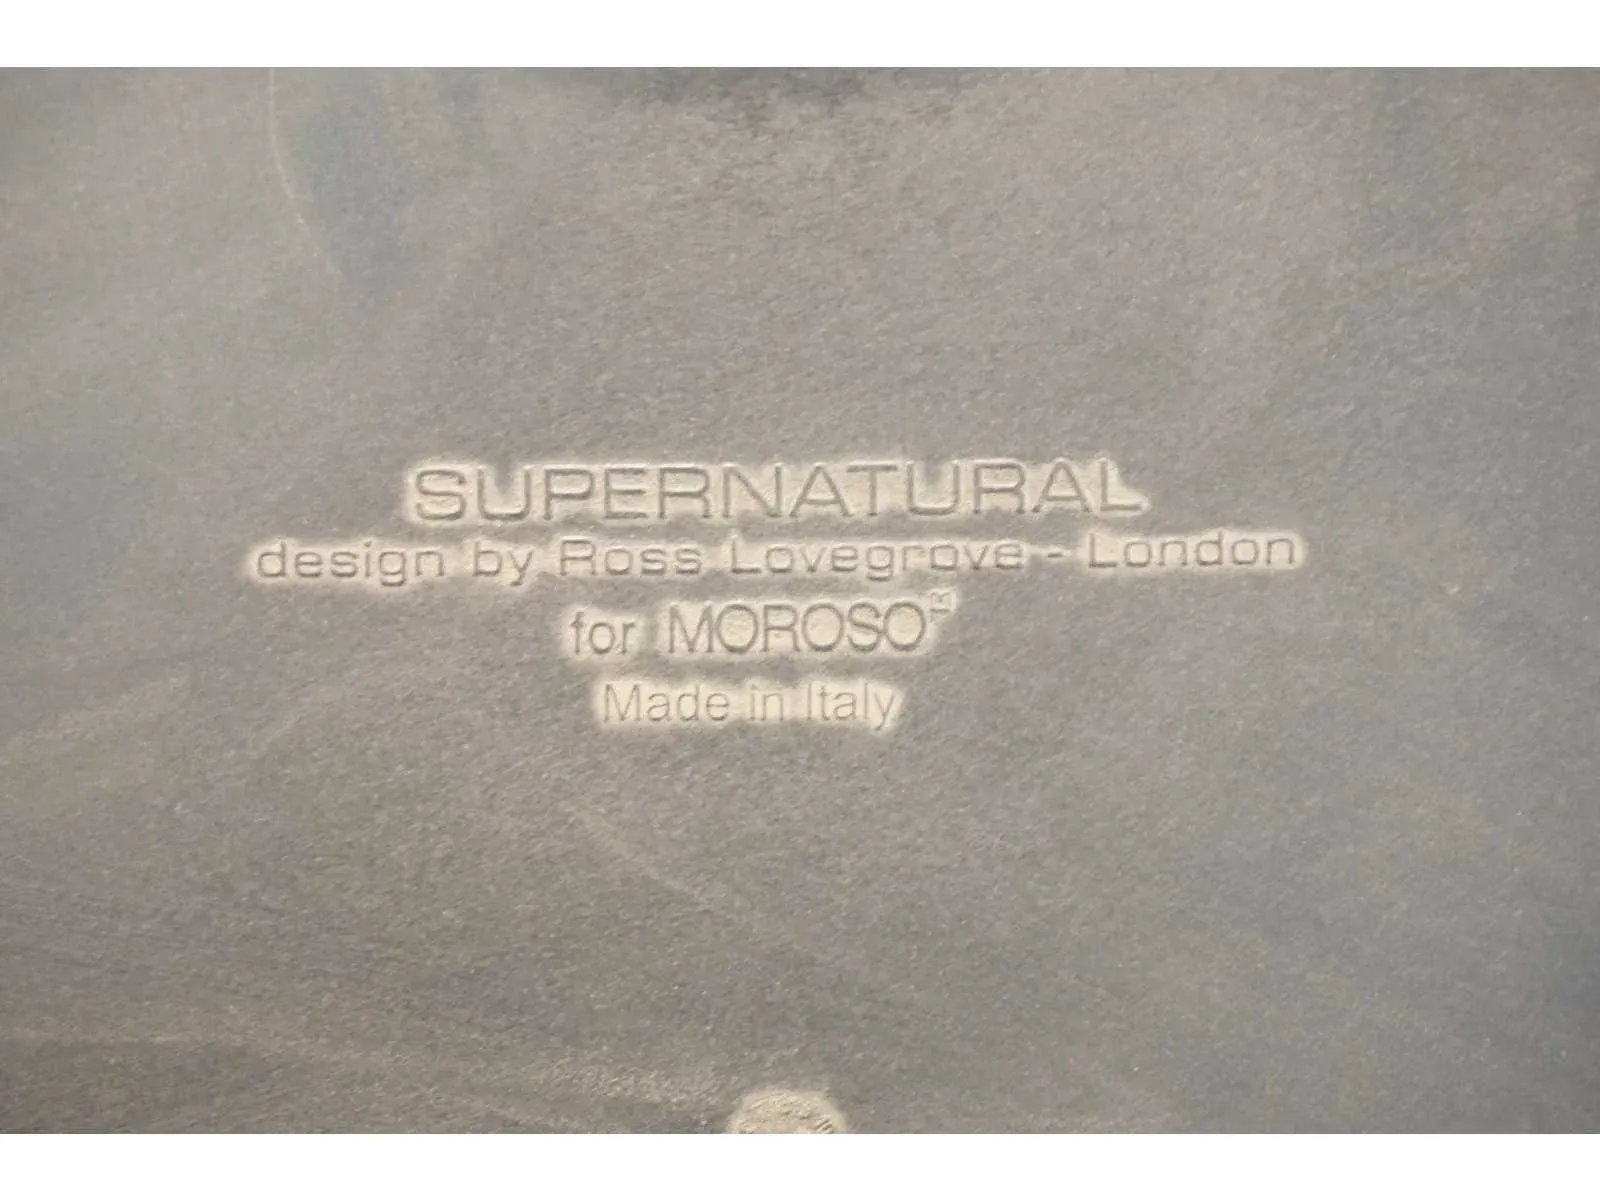 SUPERNATURAL
design by Ross Lovegrove - London
for MOROSO®
Made in Italy